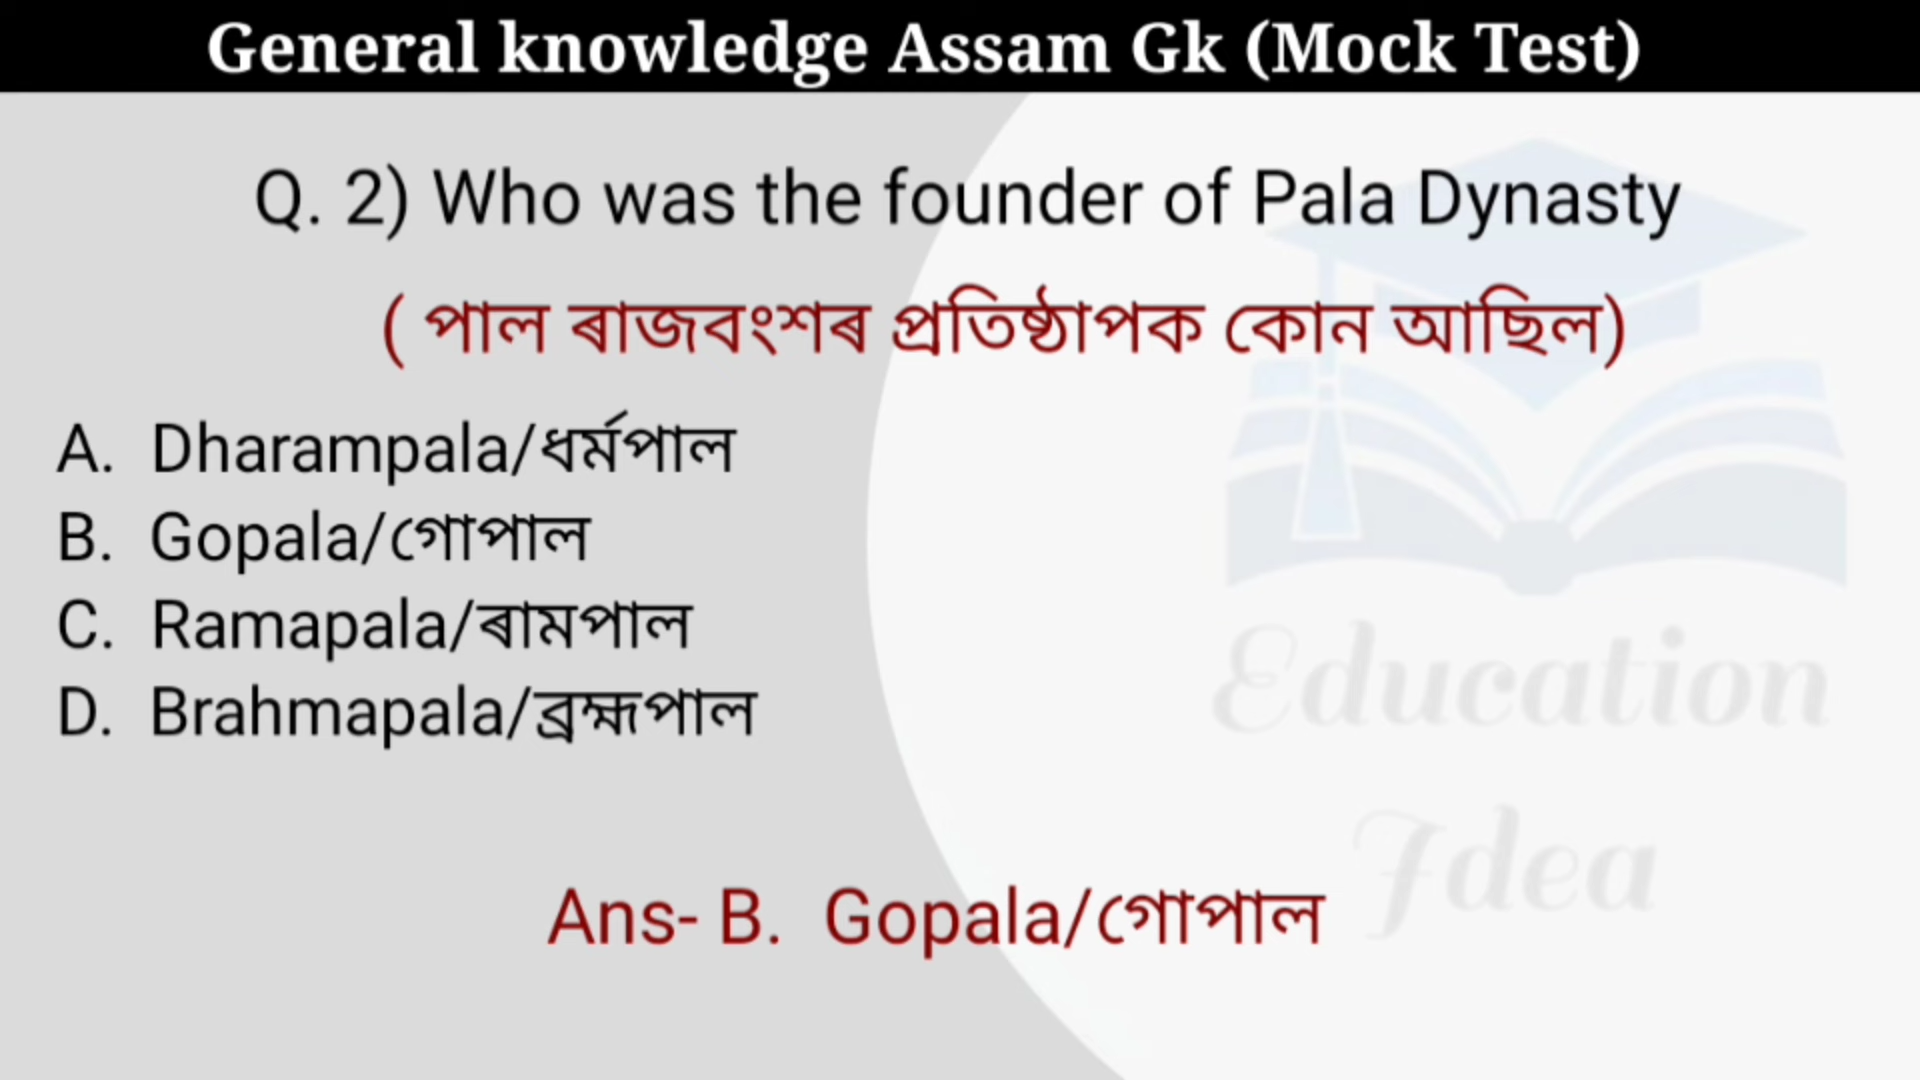 General knowledge Assam Gk (Mock Test)
Q. 2) Who was the founder of Pala Dynasty
( পাল ৰাজবংশৰ প্ৰতিষ্ঠাপক কোন আছিল)
A. Dharampala/ধৰ্মপাল
B. Gopala/গোপাল
C. Ramapala/ৰামপাল
D. Brahmapala/ব্ৰহ্মপাল
Education
Idea
Ans- B. Gopala/গোপাল